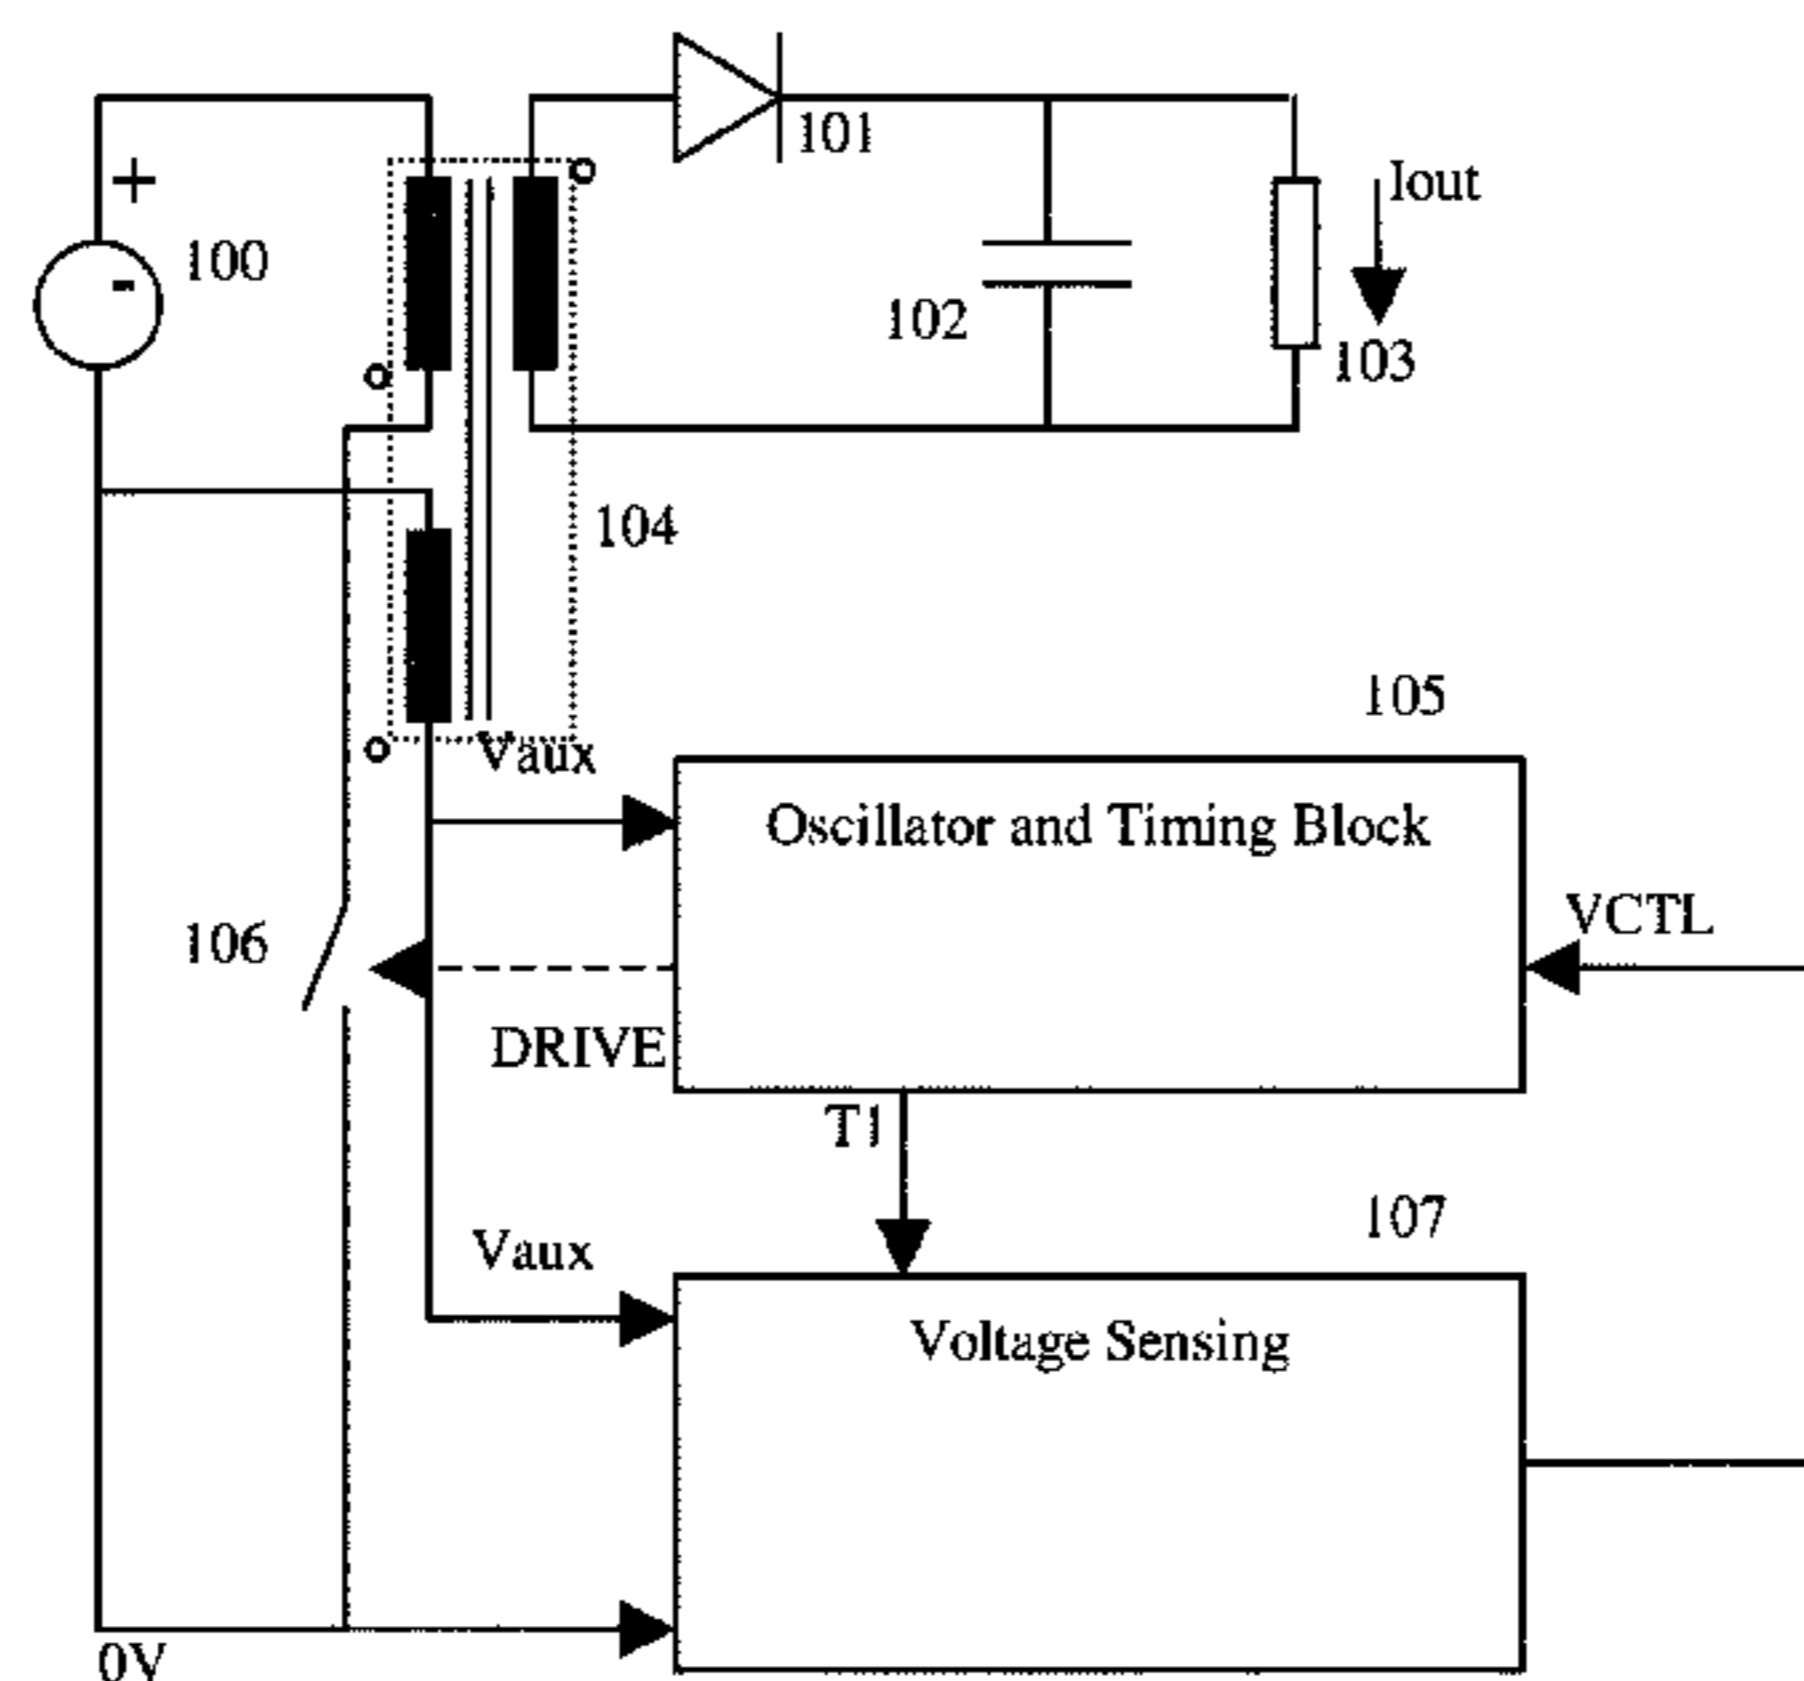 101
+
Iout
100
-
102
103
104
105
Vaux
Oscillator and Timing Block
VCTL
106
DRIVE
T1
107
Vaux
Voltage Sensing
0V